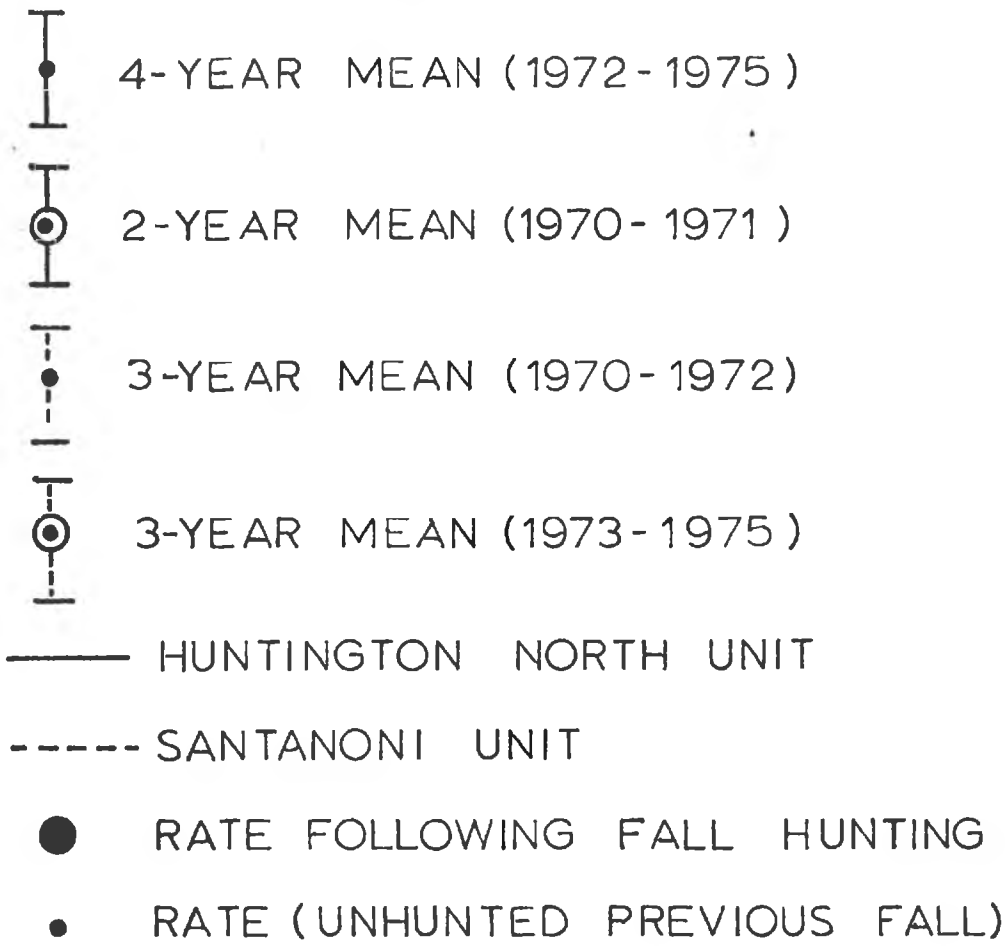 4-YEAR MEAN (1972-1975)
2-YEAR MEAN (1970-1971)
3-YEAR MEAN (1970-1972)
3-YEAR MEAN (1973-1975)
HUNTINGTON NORTH UNIT
SANTANONI UNIT
RATE FOLLOWING FALL HUNTING
RATE (UNHUNTED PREVIOUS FALL)